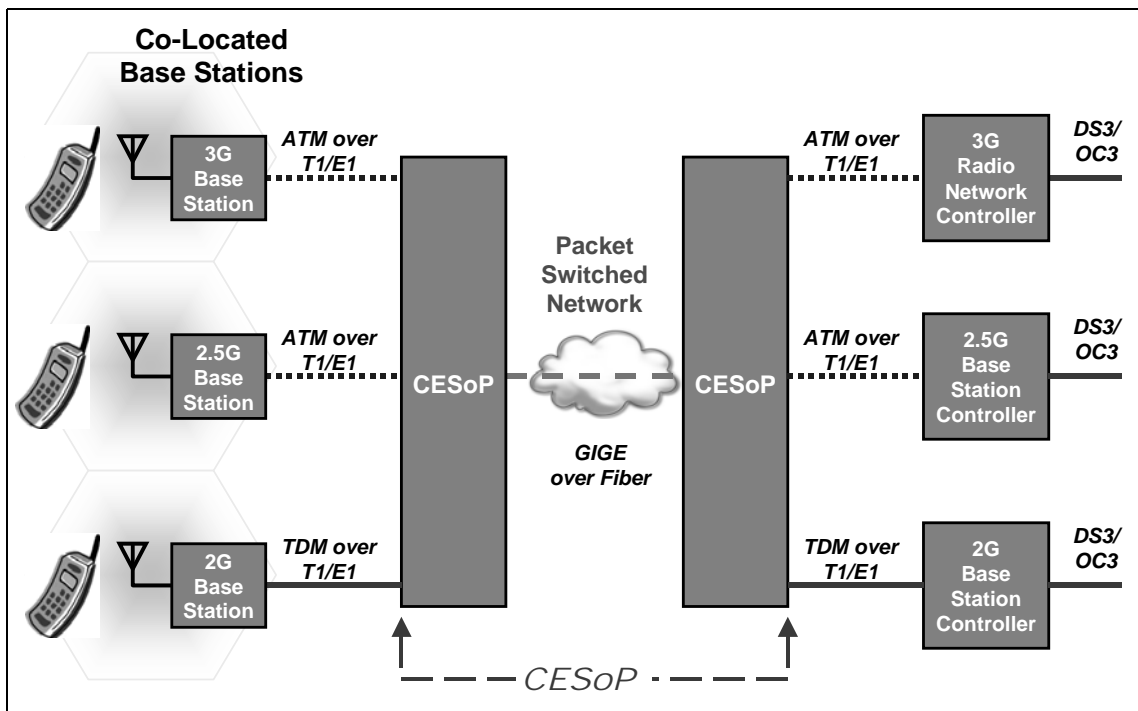 Co-Located
Base Stations
3G
Base
Station
ATM over
T1/E1
ATM over
T1/E1
3G
Radio
Network
Controller
DS3/
OC3
Packet
Switched
Network
2.5G
Base
Station
ATM over
T1/E1
CESoP
GIGE
over Fiber
CESoP
ATM over
T1/E1
2.5G
Base
Station
Controller
DS3/
OC3
2G
Base
Station
TDM over
T1/E1
TDM over
T1/E1
2G
Base
Station
Controller
DS3/
OC3
CESoP